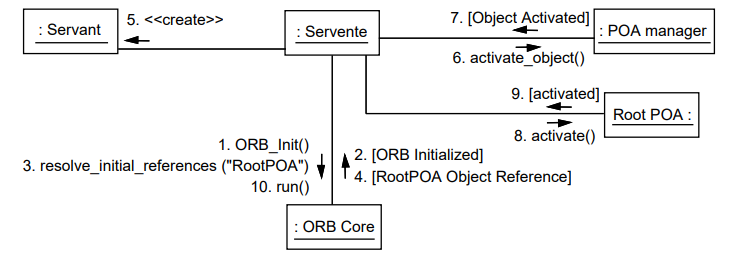 5. <<create>>
7. [Object Activated]
: Servant
: Servente
: POA manager
6. activate_object()
9. [activated]
Root POA :
8. activate()
1. ORB_Init()
2. [ORB Initialized]
3. resolve_initial_references ("RootPOA")
4. [RootPOA Object Reference]
10. run()
: ORB Core